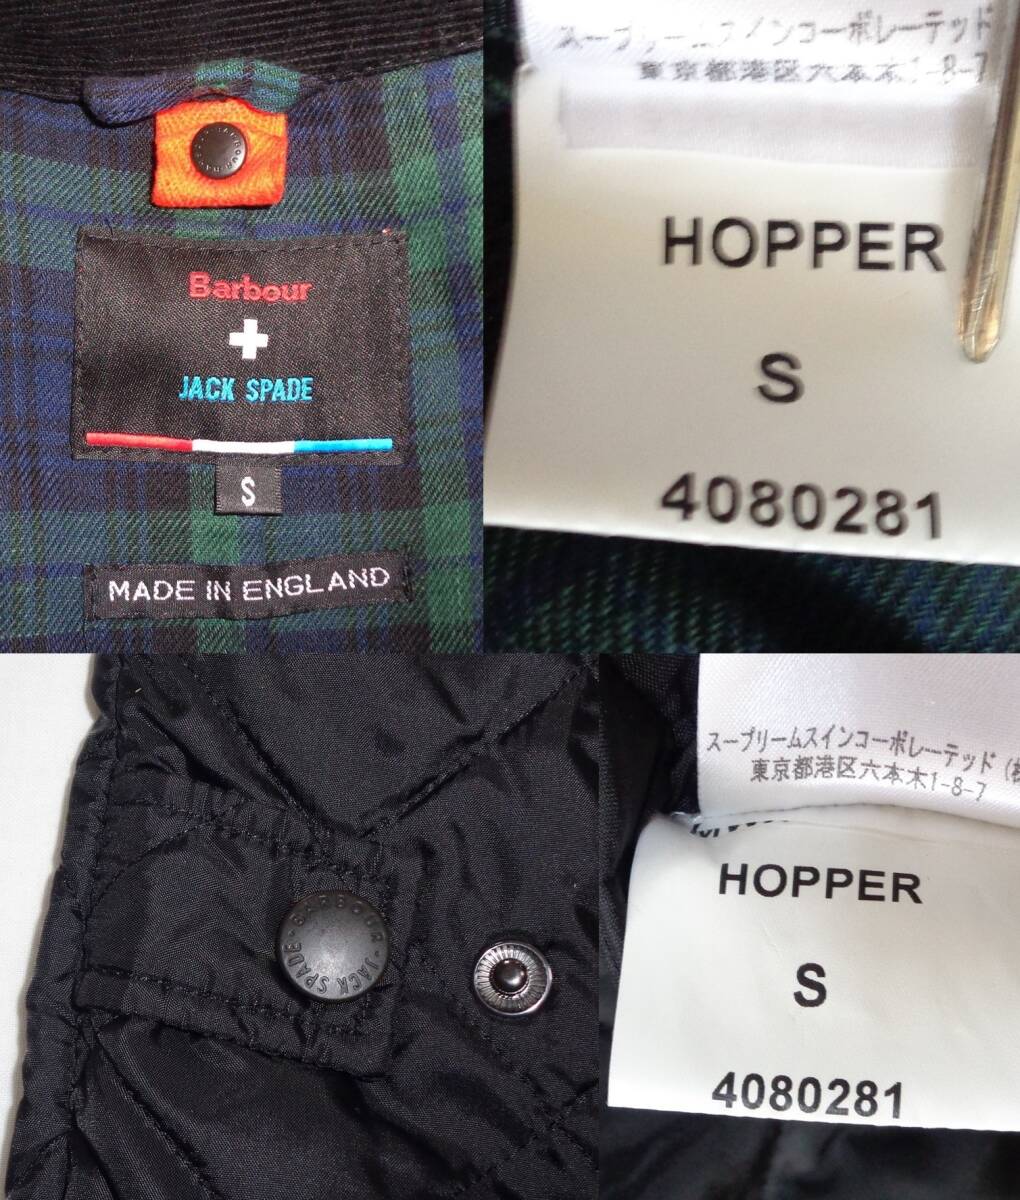 Barbour
JACK SPADE
S
MADE IN ENGLAND
スープリームスインコーポレーテッド
東京都港区六本木1-8-7
HOPPER
S
4080281
BARBOUR · JACK SPADE ·
スープリームスインコーポレーテッド (株
東京都港区六本木1-8-7
HOPPER
S
4080281